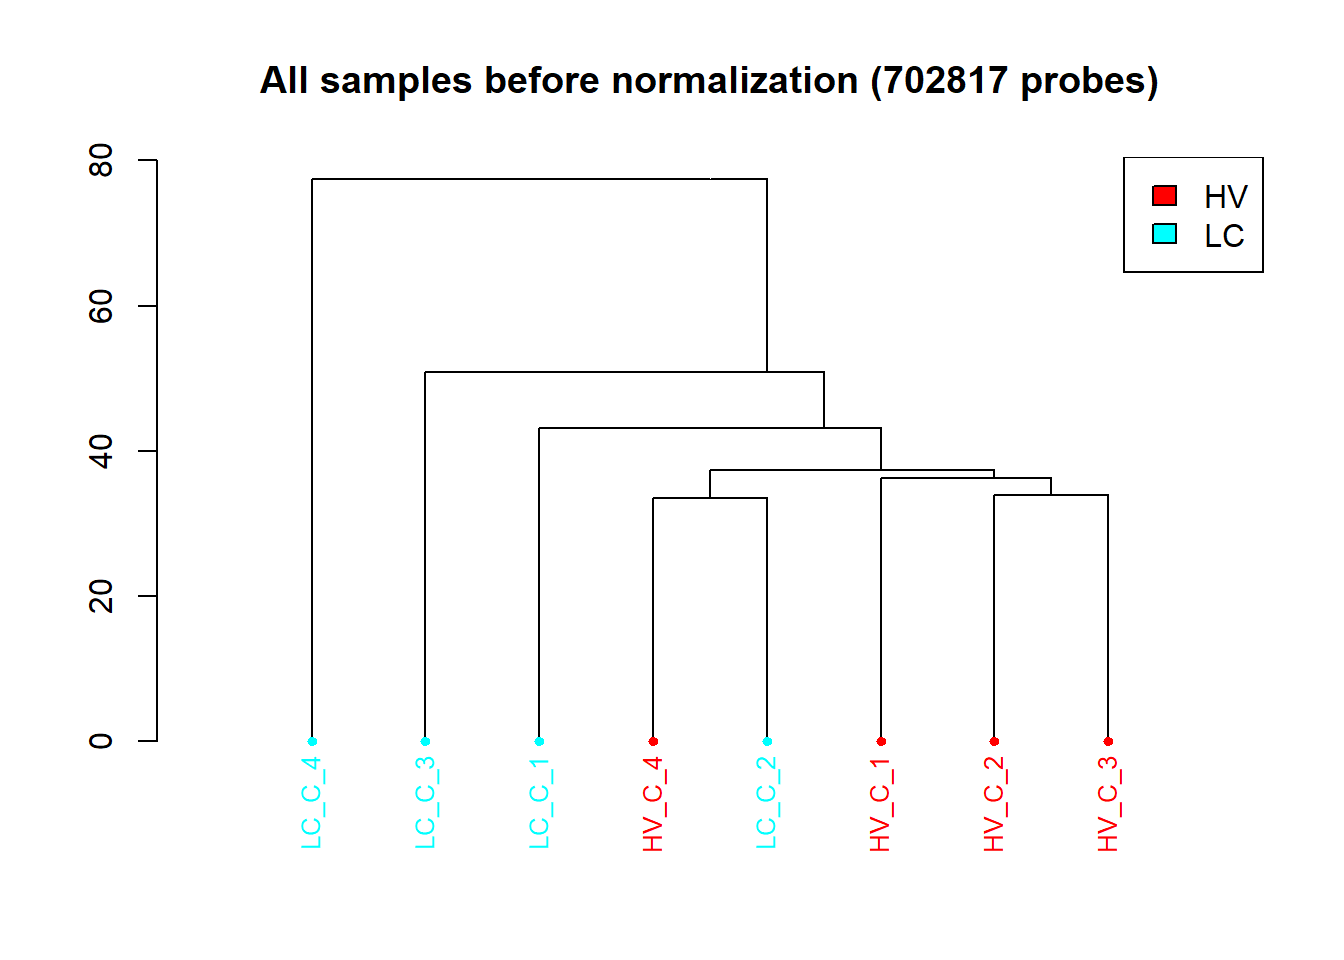 All samples before normalization (702817 probes)
80
60
40
20
0
HV
LC
LC_C_4
LC_C_3
LC_C_1
HV_C_4
LC_C_2
HV_C_1
HV_C_2
HV_C_3